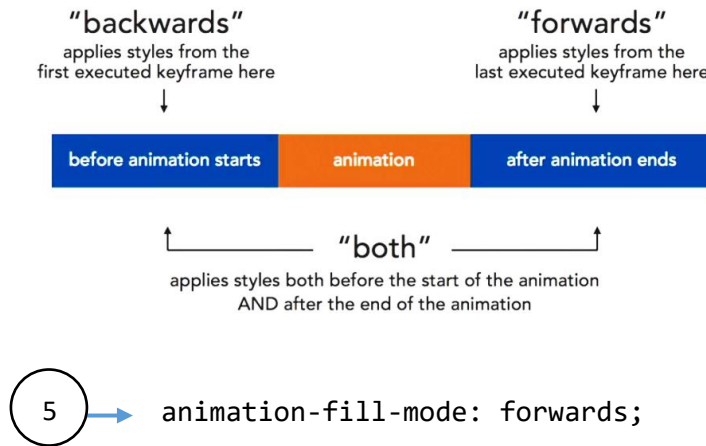 “backwards”
applies styles from the
first executed keyframe here
“forwards”
applies styles from the
last executed keyframe here
before animation starts
animation
after animation ends
“both”
applies styles both before the start of the animation
AND after the end of the animation
5
animation-fill-mode: forwards;